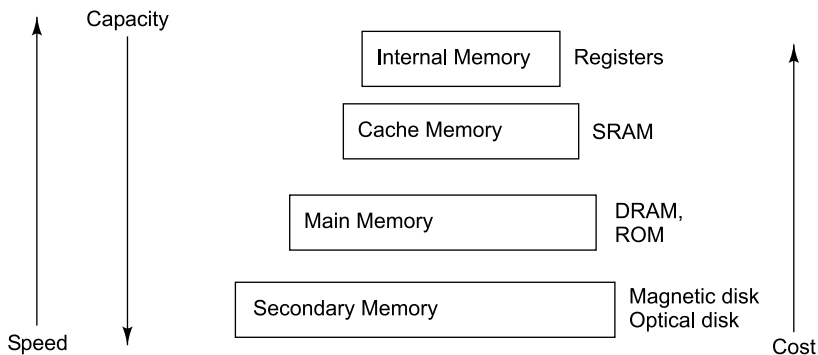 Capacity
Internal Memory
Registers
Cache Memory
SRAM
Main Memory
DRAM,
ROM
Secondary Memory
Magnetic disk
Optical disk
Speed
Cost